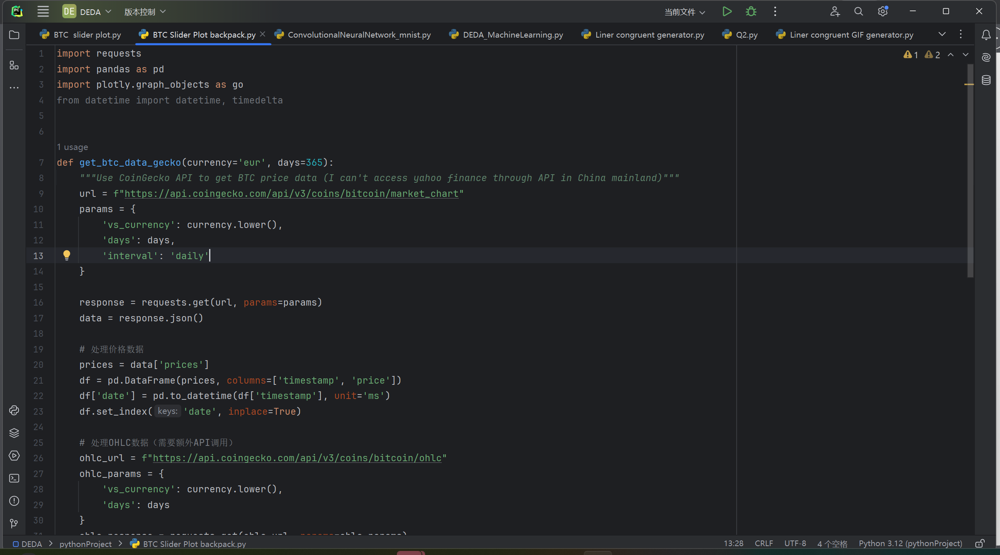 PC DE DEDA 版本控制 当前文件
BTC slider plot.py BTC Slider Plot backpack.py ConvolutionalNeuralNetwork_mnist.py DEDA_MachineLearning.py Liner congruent generator.py Q2.py Liner congruent GIF generator.py
1 import requests 1 2
2 import pandas as pd
3 import plotly.graph_objects as go
4 from datetime import datetime, timedelta
5
6
1 usage
7 def get_btc_data_gecko(currency='eur', days=365):
8 """Use CoinGecko API to get BTC price data (I can't access yahoo finance through API in China mainland)"""
9 url = f"https://api.coingecko.com/api/v3/coins/bitcoin/market_chart"
10 params = {
11 'vs_currency': currency.lower(),
12 'days': days,
13 'interval': 'daily'
14 }
15
16 response = requests.get(url, params=params)
17 data = response.json()
18
19 # 处理价格数据
20 prices = data['prices']
21 df = pd.DataFrame(prices, columns=['timestamp', 'price'])
22 df['date'] = pd.to_datetime(df['timestamp'], unit='ms')
23 df.set_index( keys: 'date', inplace=True)
24
25 # 处理OHLC数据（需要额外API调用）
26 ohlc_url = f"https://api.coingecko.com/api/v3/coins/bitcoin/ohlc"
27 ohlc_params = {
28 'vs_currency': currency.lower(),
29 'days': days
30 }
31 ohlc_response = requests.get(ohlc_url, params=ohlc_params)
DEDA pythonProject BTC Slider Plot backpack.py 13:28 CRLF UTF-8 4 个空格 Python 3.12 (pythonProject)